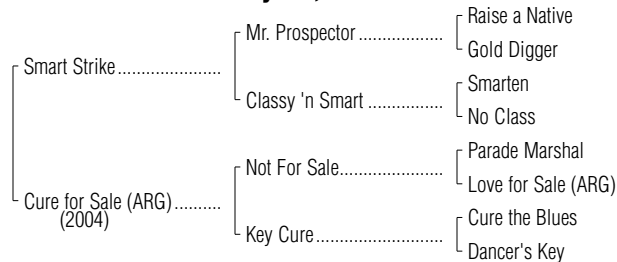 Raise a Native
Mr. Prospector ..................
Gold Digger
Smart Strike......................
Smarten
Classy 'n Smart ................
No Class
Parade Marshal
Not For Sale......................
Love for Sale (ARG)
Cure for Sale (ARG) ..........
(2004)
Cure the Blues
Key Cure...........................
Dancer's Key